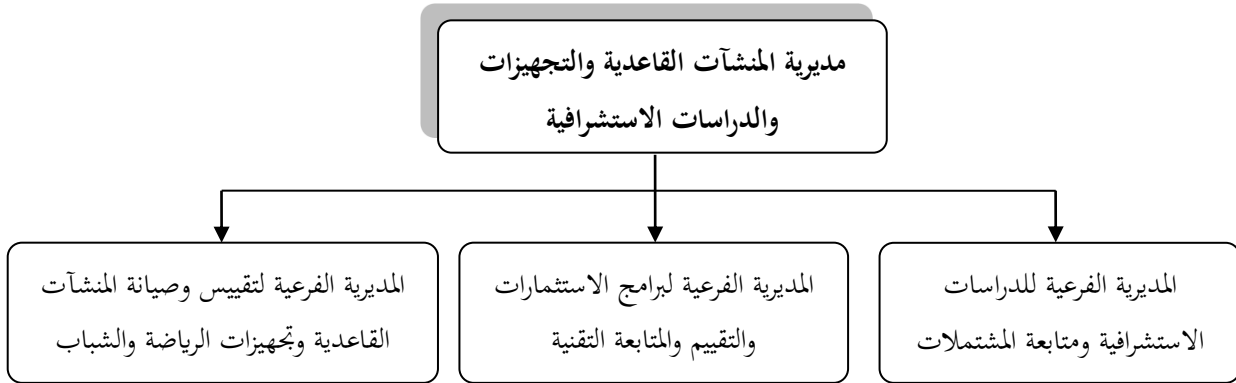 مديرية المنشآت القاعدية والتجهيزات
والدراسات الاستشرافية
المديرية الفرعية للدراسات
الاستشرافية ومتابعة المشتملات
المديرية الفرعية لبرامج الاستثمارات
والتقييم والمتابعة التقنية
المديرية الفرعية لتقييس وصيانة المنشآت
القاعدية وتجهيزات الرياضة والشباب